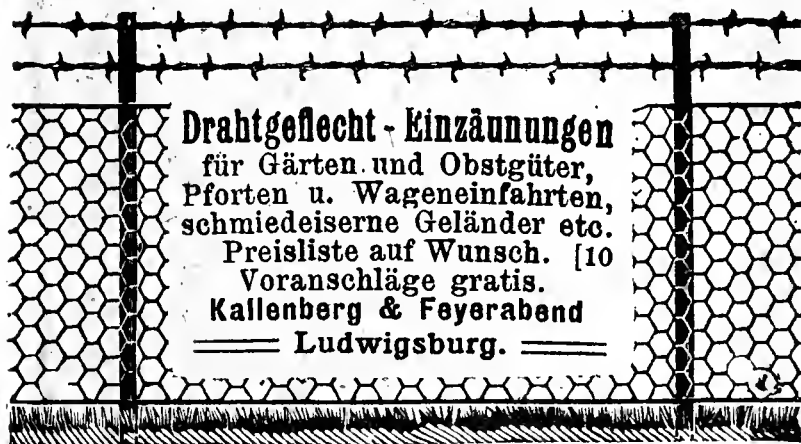 Drahtgeflecht - Einzäunungen
für Gärten und Obstgüter,
Pforten u. Wageneinfahrten,
schmiedeiserne Geländer etc.
Preisliste auf Wunsch. [10
Voranschläge gratis.
Kallenberg & Feyerabend
Ludwigsburg.